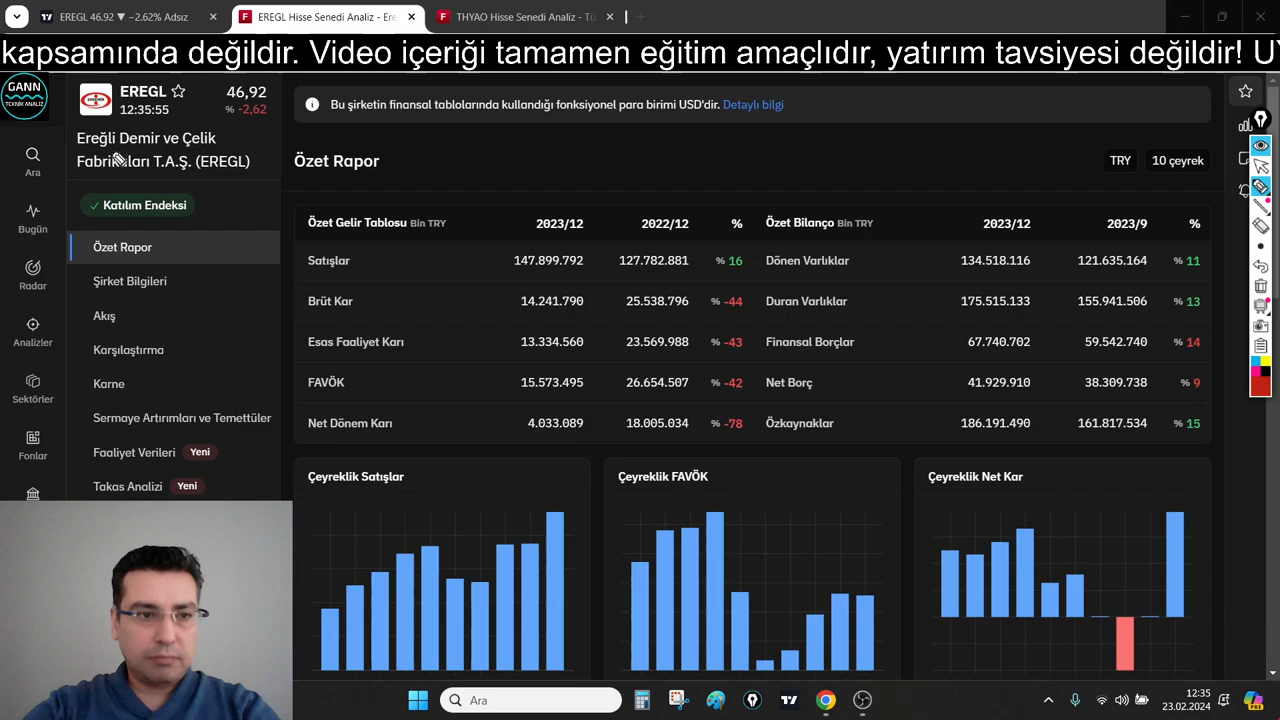 EREGL 46.92 ▼ −2.62% Adsız
EREGL Hisse Senedi Analiz - Ere
THYAO Hisse Senedi Analiz - Tü
kapsamında değildir. Video içeriği tamamen eğitim amaçlıdır, yatırım tavsiyesi değildir! UY
GANN
TEKNİK ANALİZ
EREGL 46,92
12:35:55 % -2,62
Ereğli Demir ve Çelik
Fabrikaları T.A.Ş. (EREGL)
Katılım Endeksi
Ara
Bugün
Radar
Analizler
Sektörler
Fonlar
Özet Rapor
Şirket Bilgileri
Akış
Karşılaştırma
Karne
Sermaye Artırımları ve Temettüler
Faaliyet Verileri Yeni
Takas Analizi Yeni
Bu şirketin finansal tablolarında kullandığı fonksiyonel para birimi USD'dir. Detaylı bilgi
Özet Rapor TRY 10 çeyrek
Özet Gelir Tablosu Bin TRY 2023/12 2022/12 % Özet Bilanço Bin TRY 2023/12 2023/9 %
Satışlar 147.899.792 127.782.881 % 16 Dönen Varlıklar 134.518.116 121.635.164 % 11
Brüt Kar 14.241.790 25.538.796 % -44 Duran Varlıklar 175.515.133 155.941.506 % 13
Esas Faaliyet Karı 13.334.560 23.569.988 % -43 Finansal Borçlar 67.740.702 59.542.740 % 14
FAVÖK 15.573.495 26.654.507 % -42 Net Borç 41.929.910 38.309.738 % 9
Net Dönem Karı 4.033.089 18.005.034 % -78 Özkaynaklar 186.191.490 161.817.534 % 15
Çeyreklik Satışlar Çeyreklik FAVÖK Çeyreklik Net Kar
Ara
12:35
23.02.2024